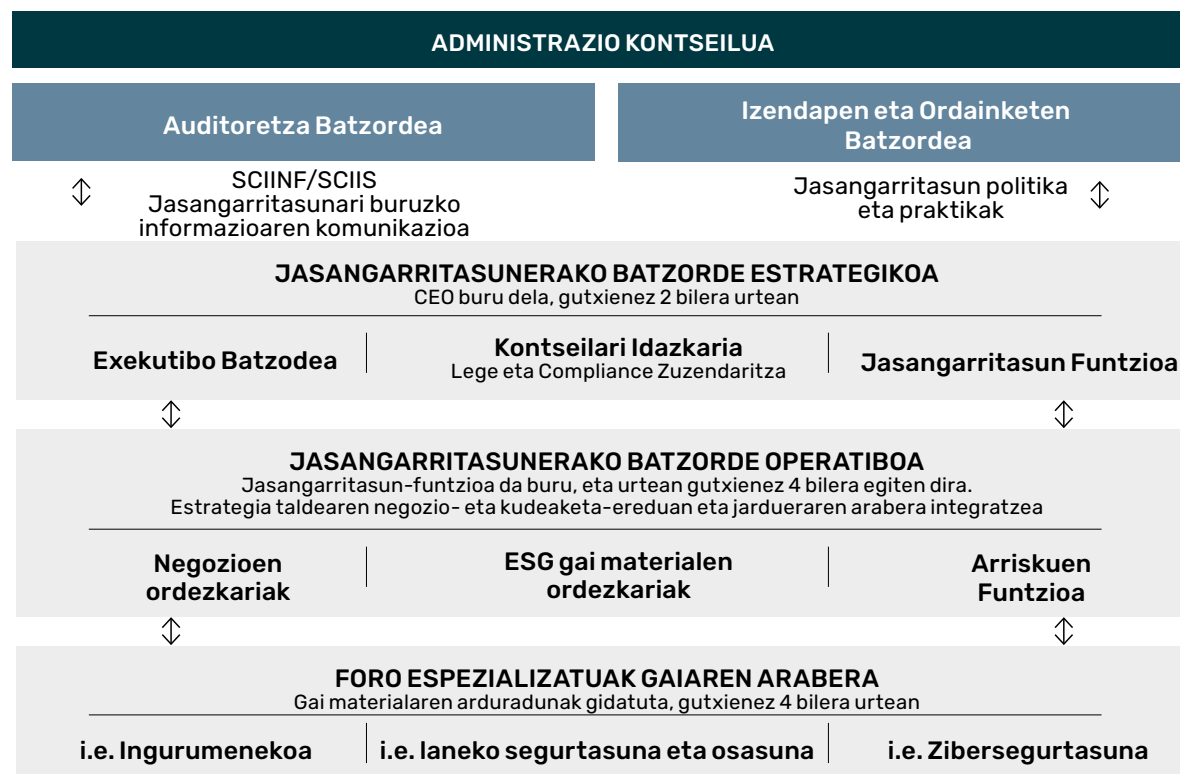 ADMINISTRAZIO KONTSEILUA
Auditoretza Batzordea
Izendapen eta Ordainketen
Batzordea
SCIINF/SCIIS
Jasangarritasunari buruzko
informazioaren komunikazioa
Jasangarritasun politika
eta praktikak
JASANGARRITASUNERAKO BATZORDE ESTRATEGIKOA
CEO buru dela, gutxienez 2 bilera urtean
Exekutibo Batzodea
Kontseilari Idazkaria
Lege eta Compliance Zuzendaritza
Jasangarritasun Funtzioa
JASANGARRITASUNERAKO BATZORDE OPERATIBOA
Jasangarritasun-funtzioa da buru, eta urtean gutxienez 4 bilera egiten dira.
Estrategia taldearen negozio- eta kudeaketa-ereduan eta jardueraren arabera integratzea
Negozioen
ordezkariak
ESG gai materialen
ordezkariak
Arriskuen
Funtzioa
FORO ESPEZIALIZATUAK GAIAREN ARABERA
Gai materialaren arduradunak gidatuta, gutxienez 4 bilera urtean
i.e. Ingurumenekoa
i.e. laneko segurtasuna eta osasuna
i.e. Zibersegurtasuna